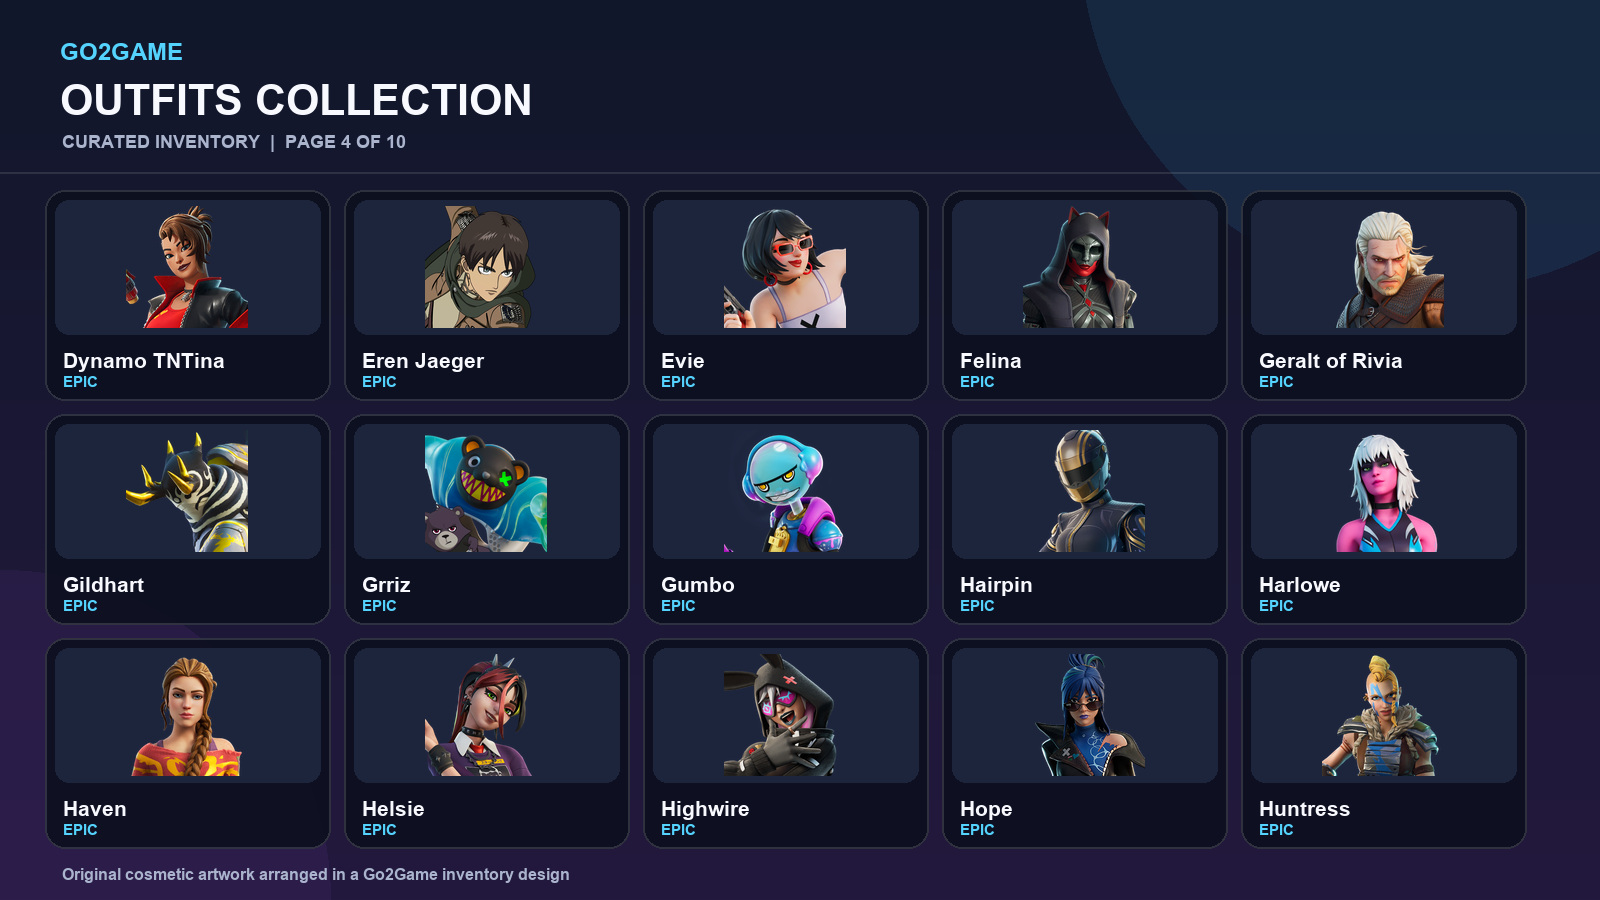 GO2GAME
OUTFITS COLLECTION
CURATED INVENTORY | PAGE 4 OF 10
Dynamo TNTina
EPIC
Eren Jaeger
EPIC
Evie
EPIC
Felina
EPIC
Geralt of Rivia
EPIC
Gildhart
EPIC
Grriz
EPIC
Gumbo
EPIC
Hairpin
EPIC
Harlowe
EPIC
Haven
EPIC
Helsie
EPIC
Highwire
EPIC
Hope
EPIC
Huntress
EPIC
Original cosmetic artwork arranged in a Go2Game inventory design